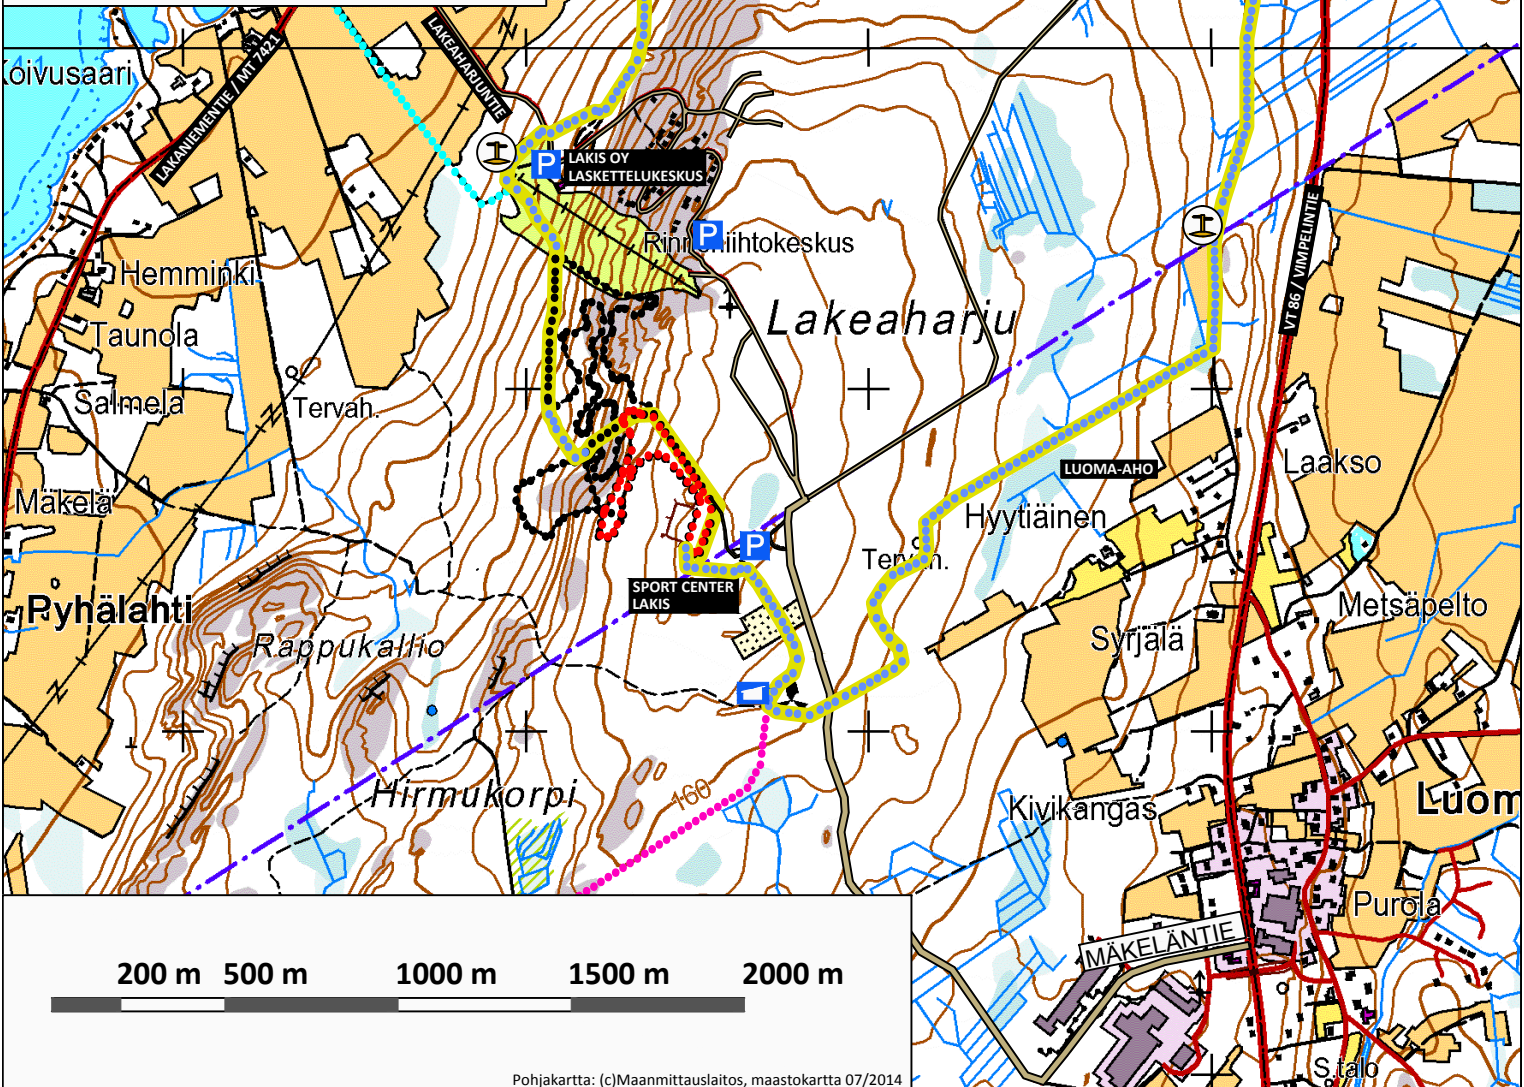 Koivusaari
LAKANIEMENTIE / MT 7421
LAKEAHARJUNTIE
P
LAKIS OY
LASKETTELUKESKUS
P
Hemminki
Taunola
Salmela
Tervah.
Mäkelä
Lakeaharju
VT 86 / VIMPELINTIE
LUOMA-AHO
Laakso
Hyytiäinen
P
SPORT CENTER
LAKIS
Metsäpelto
Syrjälä
Pyhälahti
Rappukallio
Hirmukorpi
160
Kivikangas
Luom
Purola
MÄKELÄNTIE
S.talo
200 m 500 m 1000 m 1500 m 2000 m
Pohjakartta: (c)Maanmittauslaitos, maastokartta 07/2014